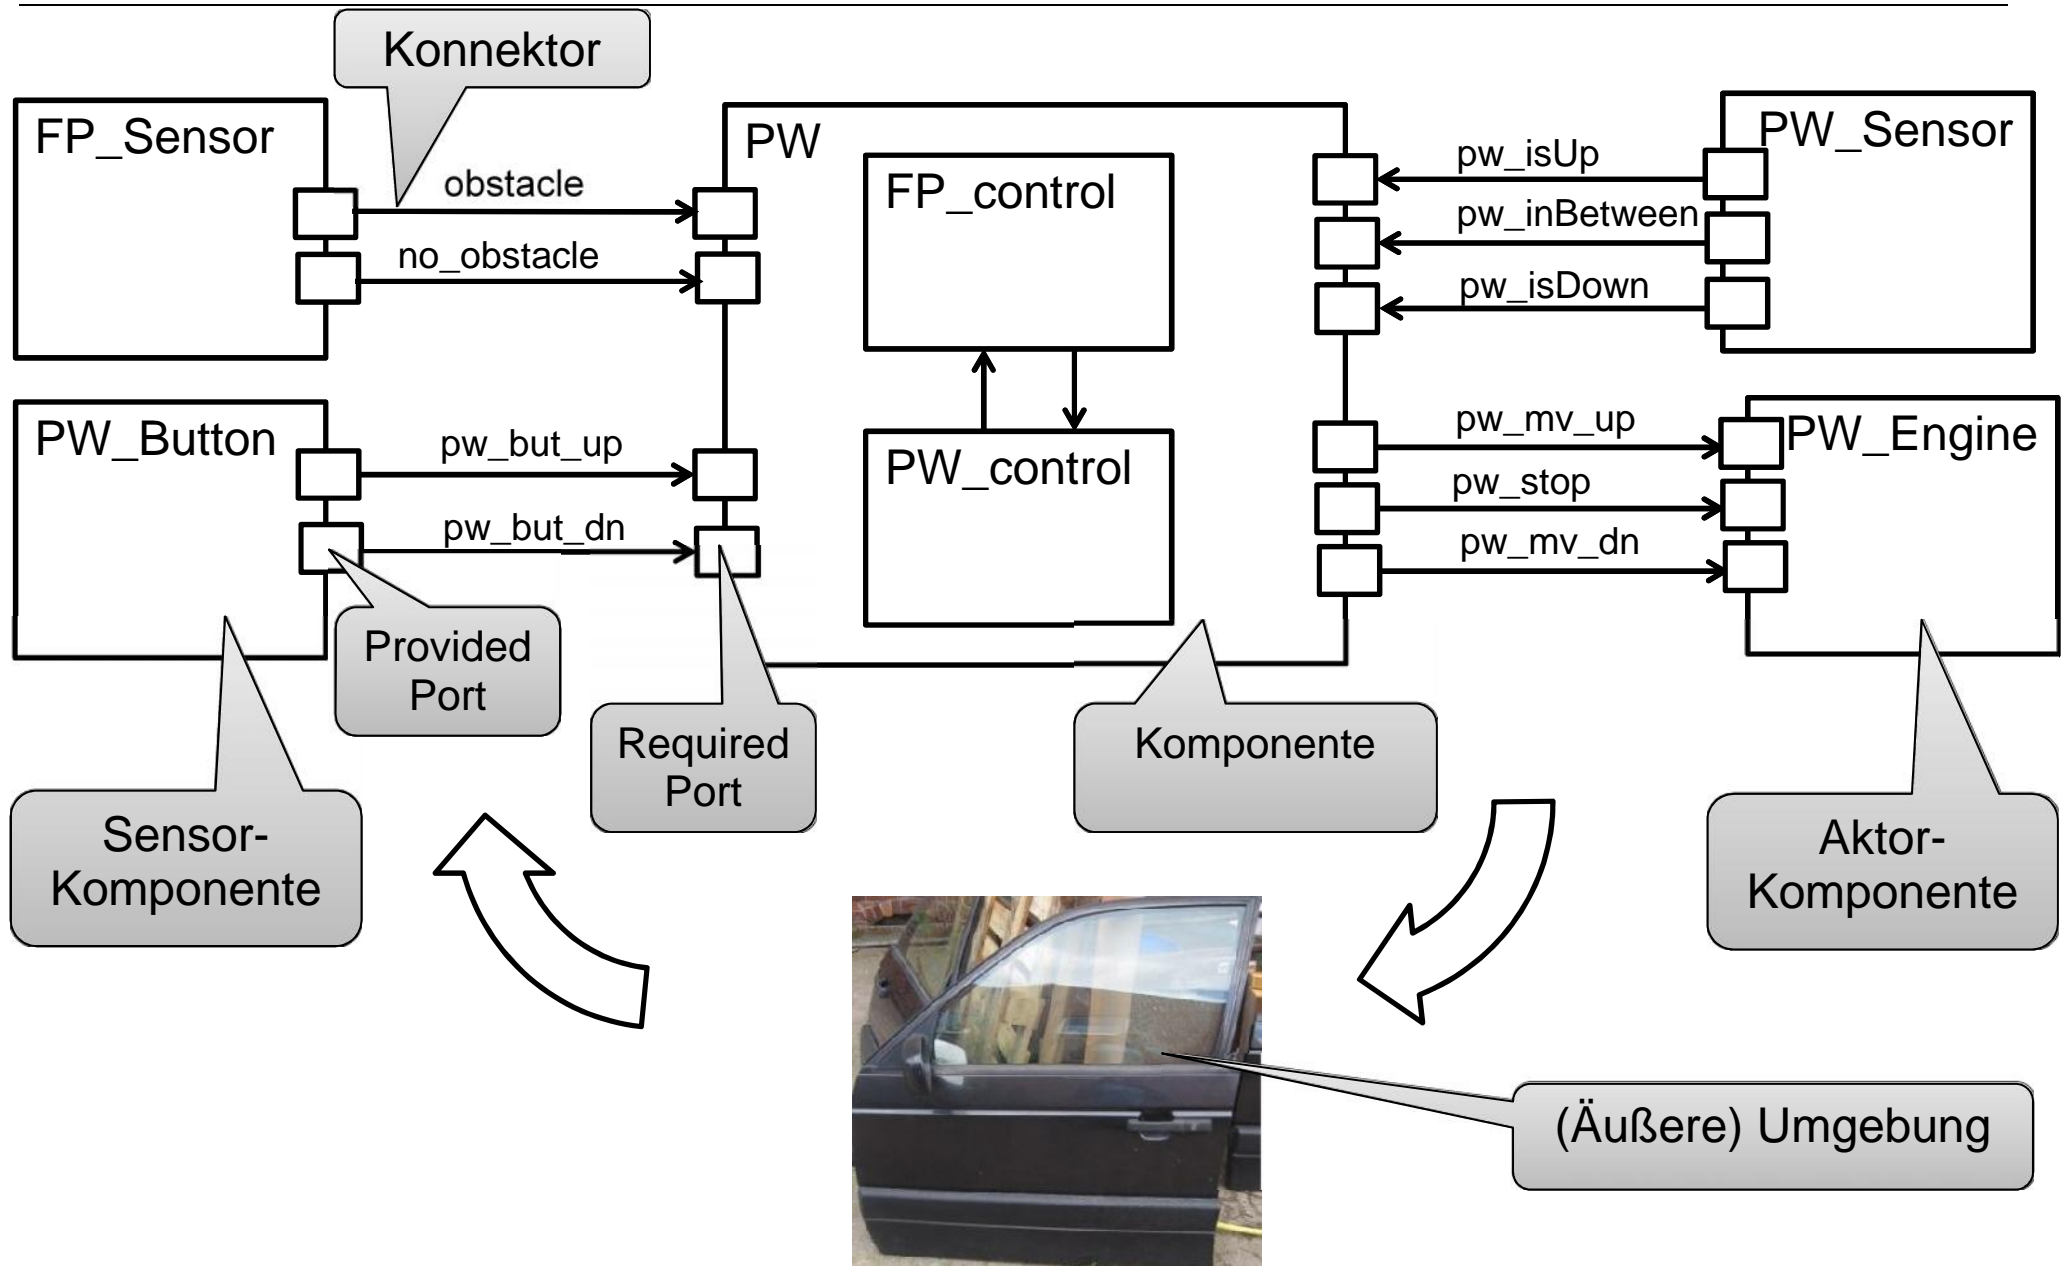 Konnektor
FP_Sensor
obstacle
no_obstacle
PW
FP_control
pw_isUp
pw_inBetween
pw_isDown
PW_Sensor
PW_Button
pw_but_up
pw_but_dn
PW_control
pw_mv_up
pw_stop
pw_mv_dn
PW_Engine
Provided
Port
Required
Port
Komponente
Sensor-
Komponente
Aktor-
Komponente
(Äußere) Umgebung